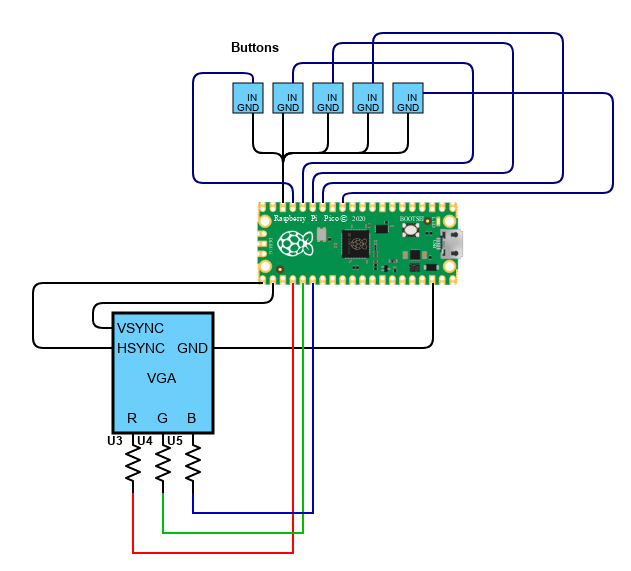 Buttons
IN IN IN IN IN
GND GND GND GND GND
Raspberry Pi Pico © 2020
VSYNC
HSYNC GND
VGA
R G B
U3 U4 U5